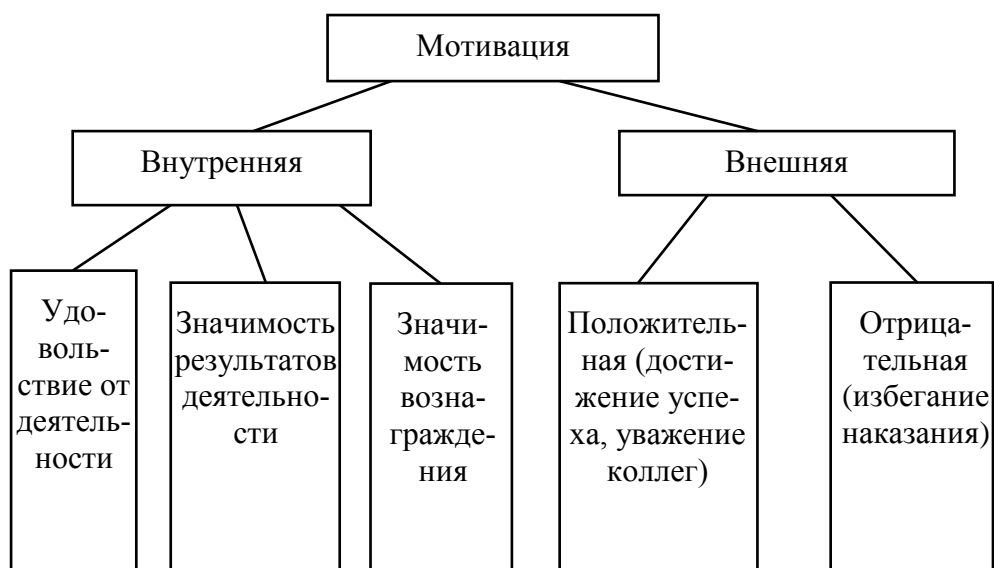 Мотивация
Внутренняя
Внешняя
Удо-
воль-
ствие от
деятель-
ности
Значимость
результатов
деятельно-
сти
Значи-
мость
возна-
гражде-
ния
Положитель-
ная (дости-
жение успе-
ха, уважение
коллег)
Отрица-
тельная
(избегание
наказания)